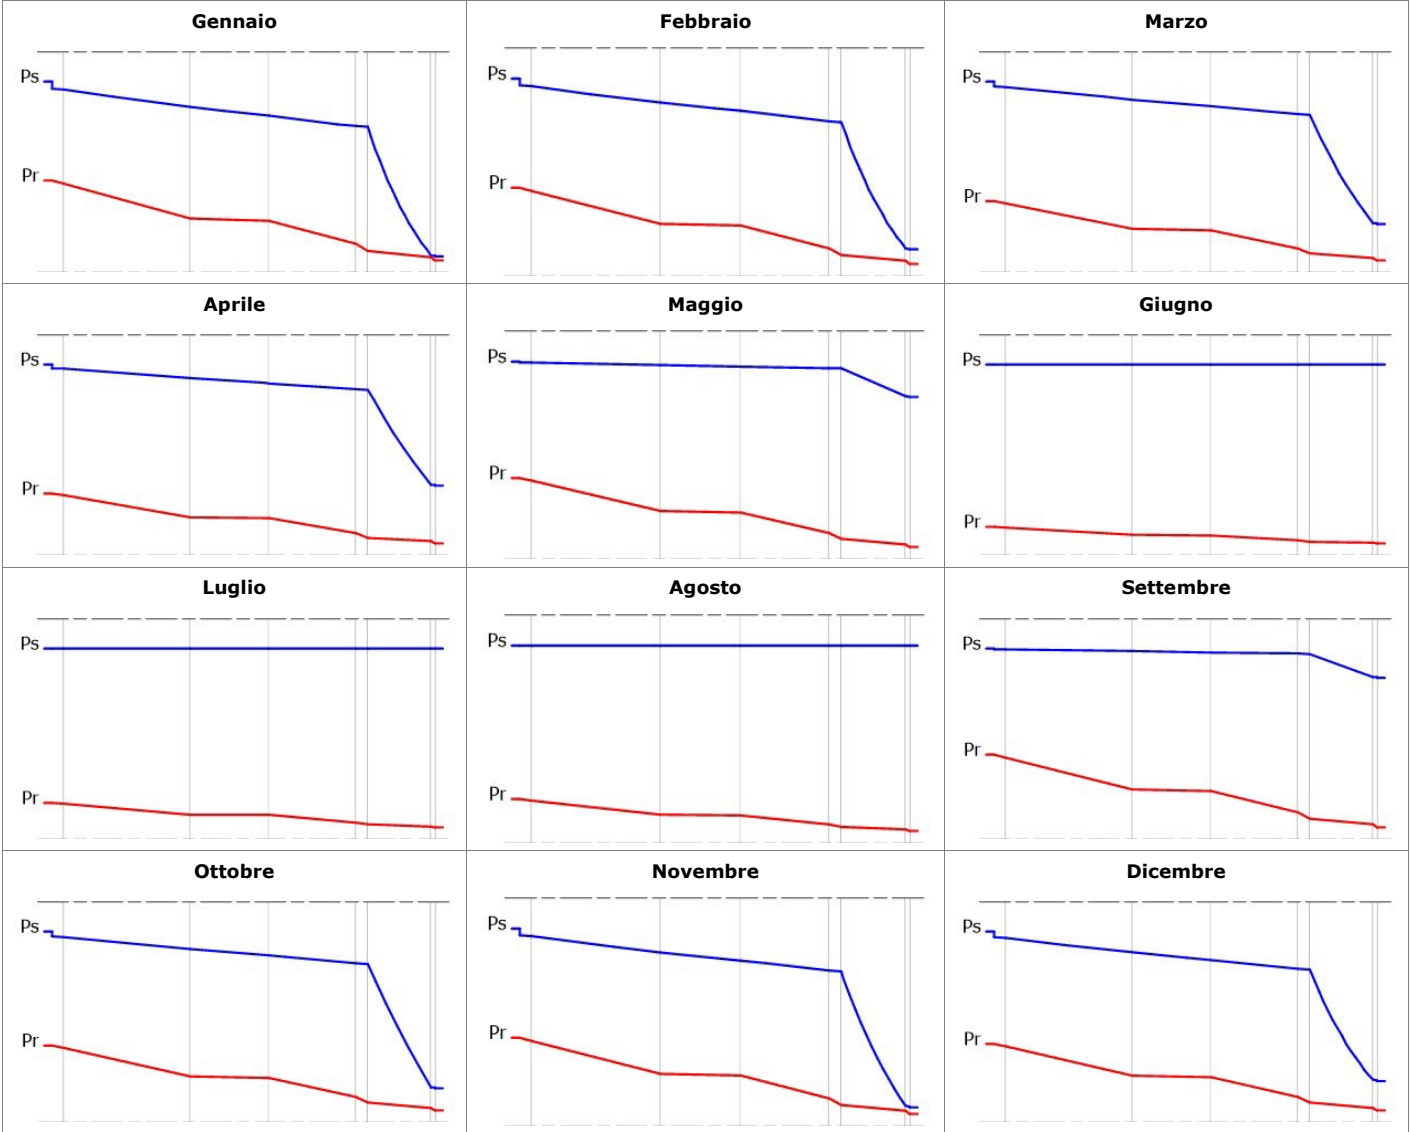 Gennaio
Febbraio
Marzo
Ps
Ps
Ps
Pr
Pr
Pr
Aprile
Maggio
Giugno
Ps
Ps
Ps
Pr
Pr
Pr
Luglio
Agosto
Settembre
Ps
Ps
Ps
Pr
Pr
Pr
Ottobre
Novembre
Dicembre
Ps
Ps
Ps
Pr
Pr
Pr